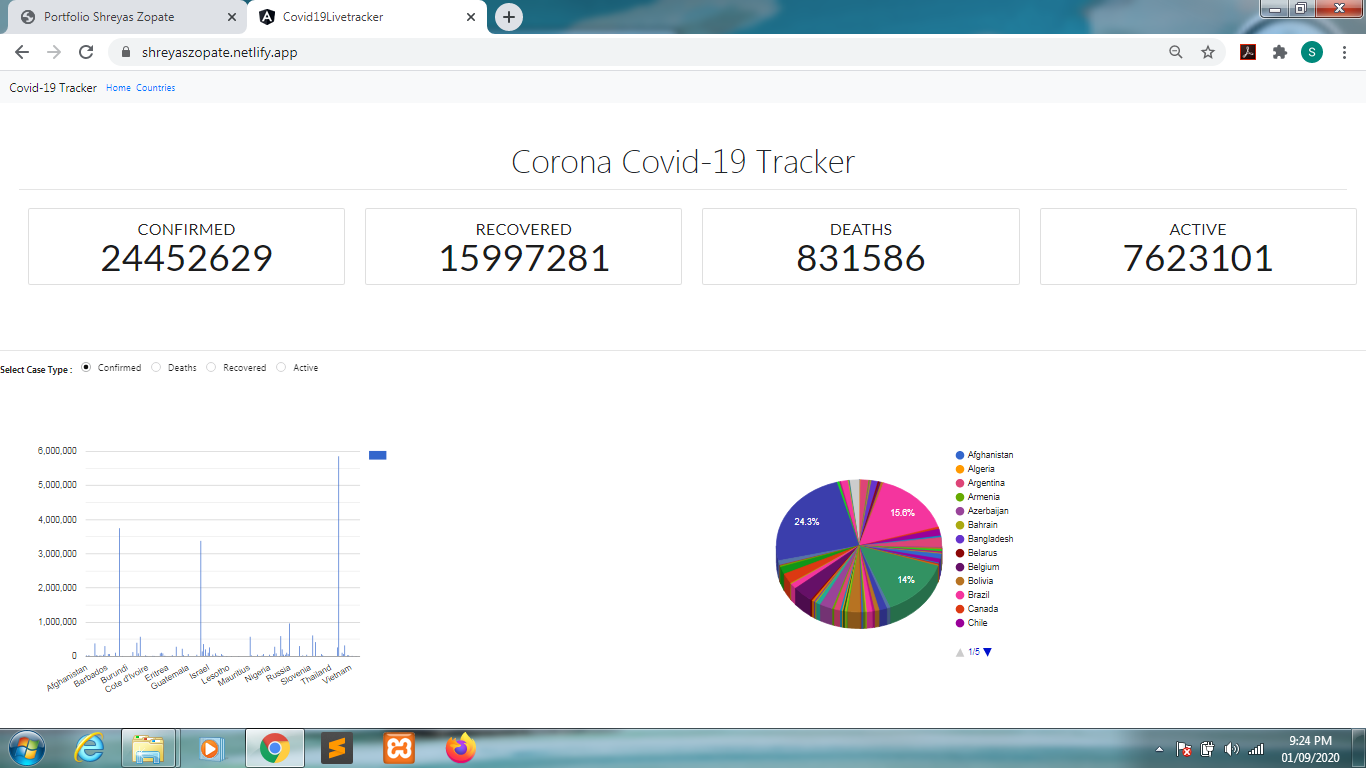 Portfolio Shreyas Zopate
Covid19Livetracker
shreyaszopate.netlify.app
S
Covid-19 Tracker Home Countries
Corona Covid-19 Tracker
CONFIRMED
24452629
RECOVERED
15997281
DEATHS
831586
ACTIVE
7623101
Select Case Type : Confirmed Deaths Recovered Active
6,000,000
5,000,000
4,000,000
3,000,000
2,000,000
1,000,000
0
Afghanistan
Barbados
Burundi
Cote d'Ivoire
Eritrea
Guatemala
Israel
Lesotho
Mauritius
Nigeria
Russia
Slovenia
Thailand
Vietnam
24.3%
15.6%
14%
Afghanistan
Algeria
Argentina
Armenia
Azerbaijan
Bahrain
Bangladesh
Belarus
Belgium
Bolivia
Brazil
Canada
Chile
1/5
9:24 PM
01/09/2020